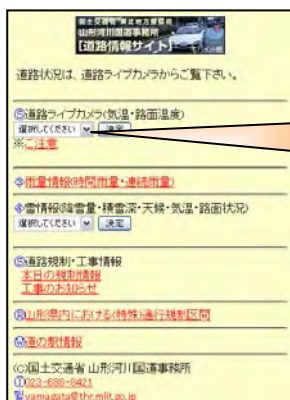 国土交通省 東北地方整備局
山形河川国道事務所
【道路情報サイト】
道路状況は、道路ライブカメラからご覧下さい。
道路ライブカメラ(気温・路面温度)
選択してください 決定
※ご注意
雨量情報(時間雨量・連続雨量)
雪情報(降雪量・積雪深・天候・気温・路面状況)
選択してください 決定
道路規制・工事情報
本日の規制情報
工事のお知らせ
山形県内における(特殊)通行規制区間
道の駅情報
(C)国土交通省 山形河川国道事務所
023-688-8421
yamagata@thr.mlit.go.jp